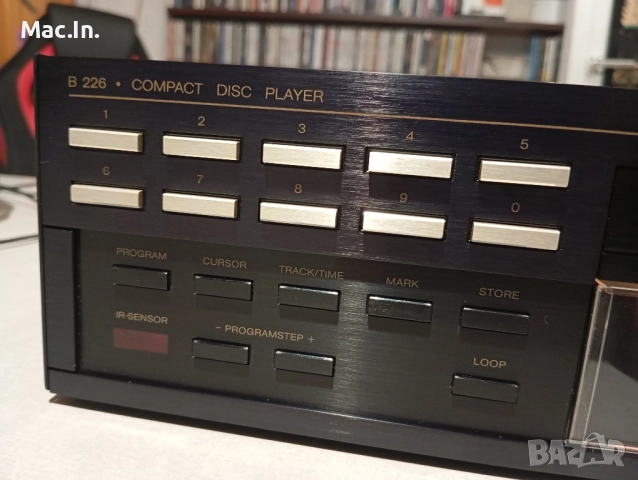 Mac.In.
B 226 • COMPACT DISC PLAYER
1 2 3 4 5
6 7 8 9 0
PROGRAM CURSOR TRACK/TIME MARK STORE
IR-SENSOR - PROGRAMSTEP + LOOP
BAZAR